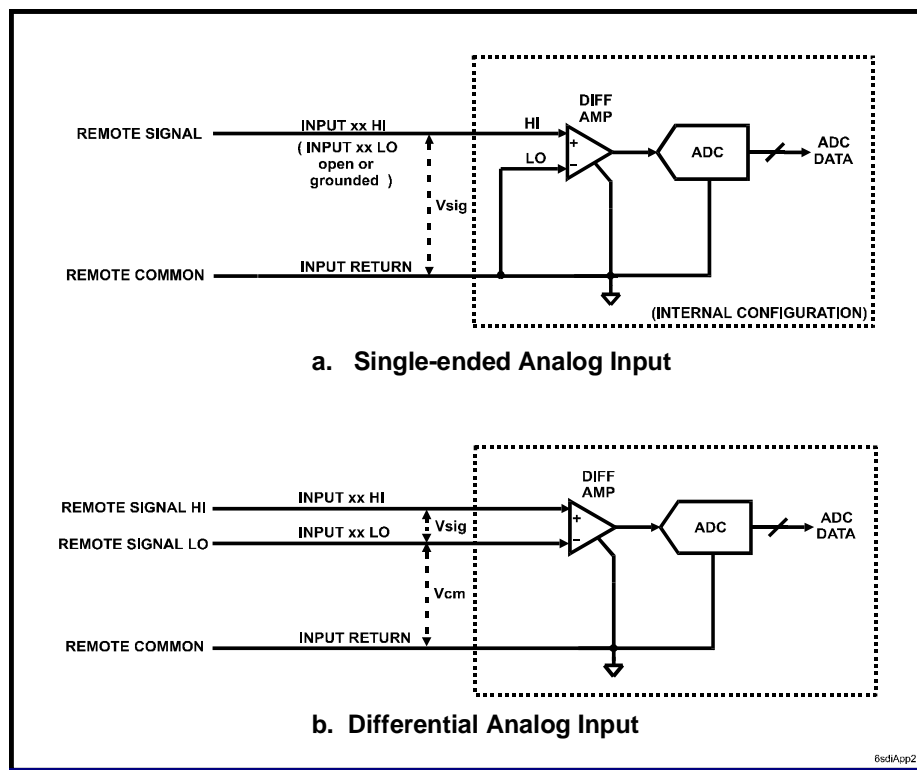 DIFF
AMP
REMOTE SIGNAL
INPUT xx HI
( INPUT xx LO
open or
grounded )
HI
LO
+
−
ADC
ADC
DATA
Vsig
REMOTE COMMON
INPUT RETURN
(INTERNAL CONFIGURATION)
a. Single-ended Analog Input
DIFF
AMP
REMOTE SIGNAL HI
INPUT xx HI
REMOTE SIGNAL LO
INPUT xx LO
Vsig
+
−
ADC
ADC
DATA
Vcm
REMOTE COMMON
INPUT RETURN
b. Differential Analog Input
6sdiApp2